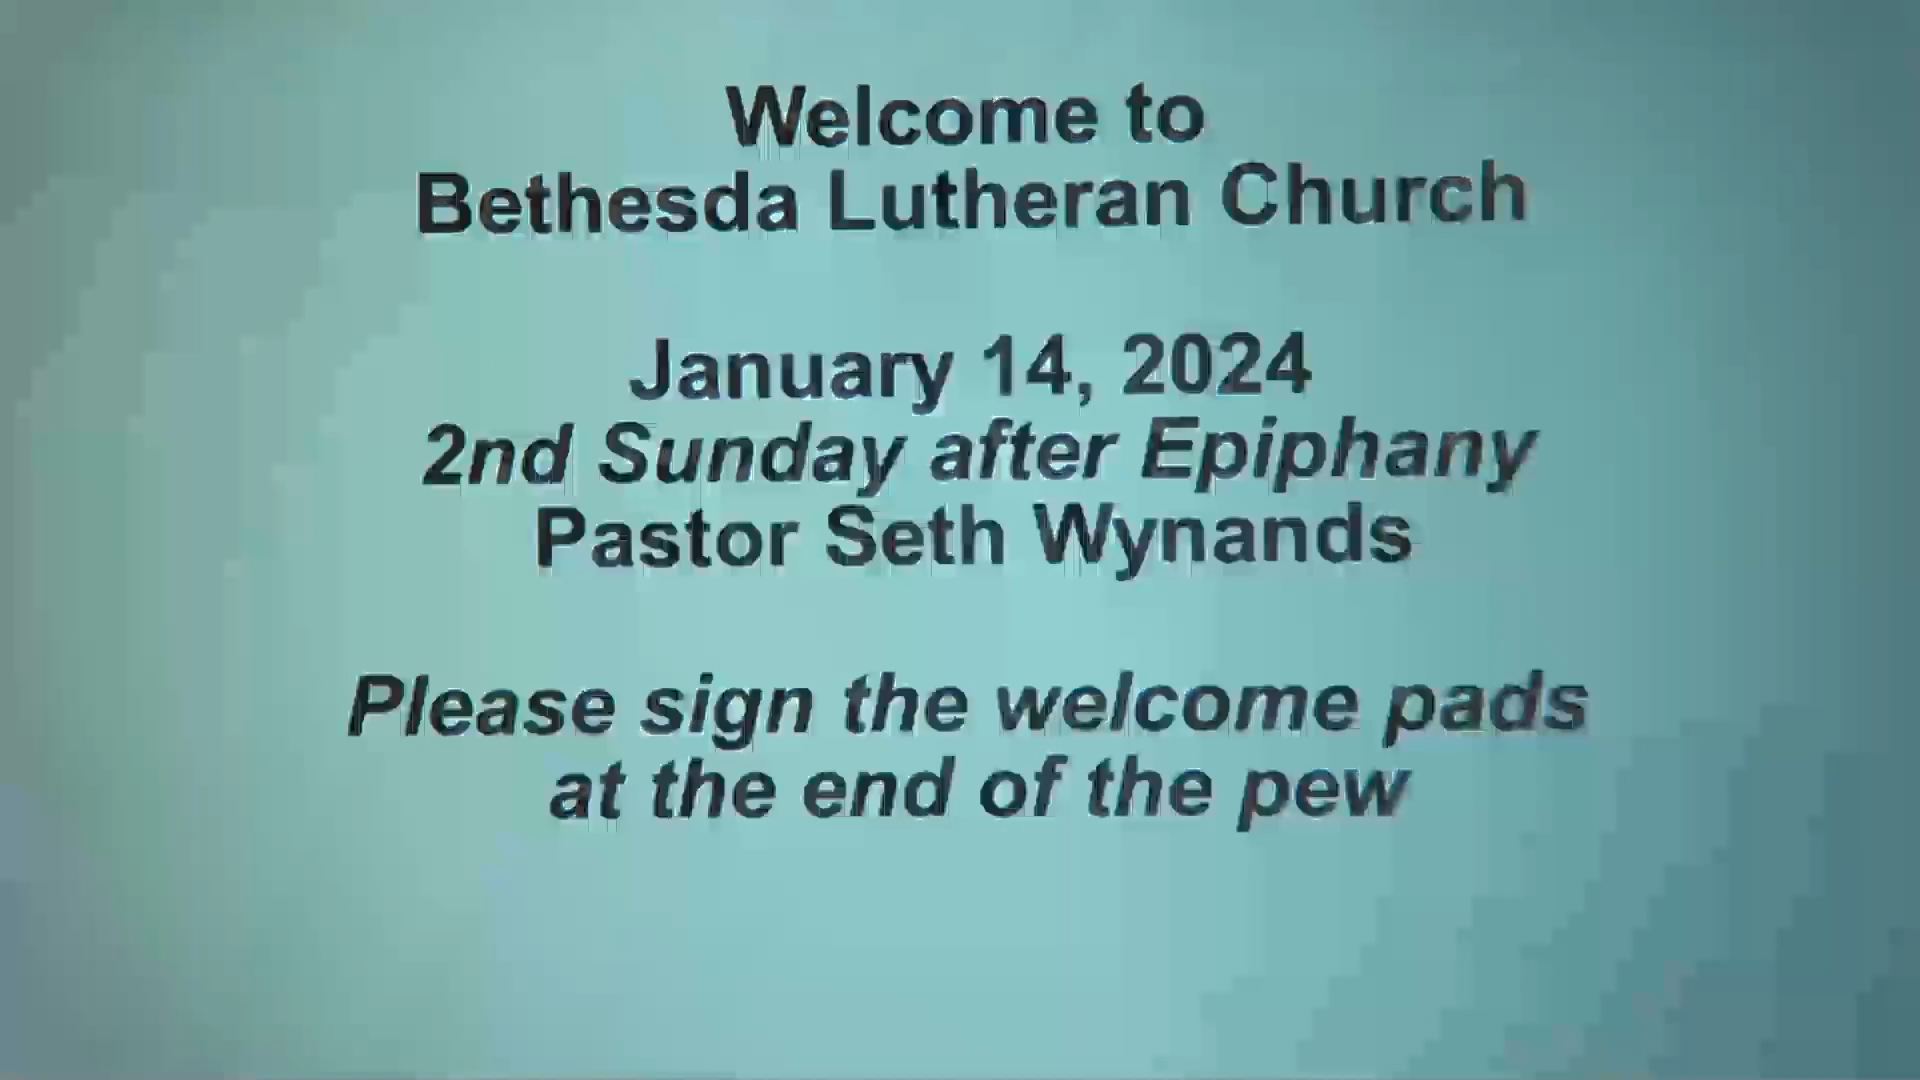 Welcome to
Bethesda Lutheran Church
January 14, 2024
2nd Sunday after Epiphany
Pastor Seth Wynands
Please sign the welcome pads
at the end of the pew